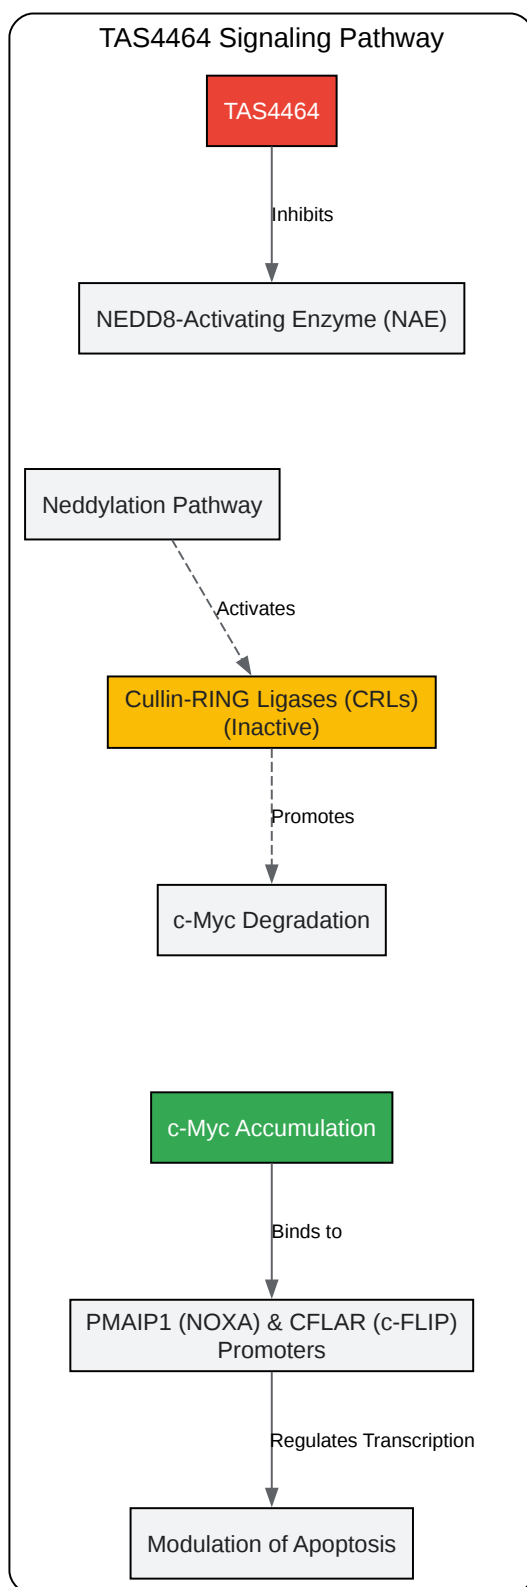 TAS4464 Signaling Pathway
TAS4464
Inhibits
NEDD8-Activating Enzyme (NAE)
Neddylation Pathway
Activates
Cullin-RING Ligases (CRLs)
(Inactive)
Promotes
c-Myc Degradation
c-Myc Accumulation
Binds to
PMAIP1 (NOXA) & CFLAR (c-FLIP)
Promoters
Regulates Transcription
Modulation of Apoptosis